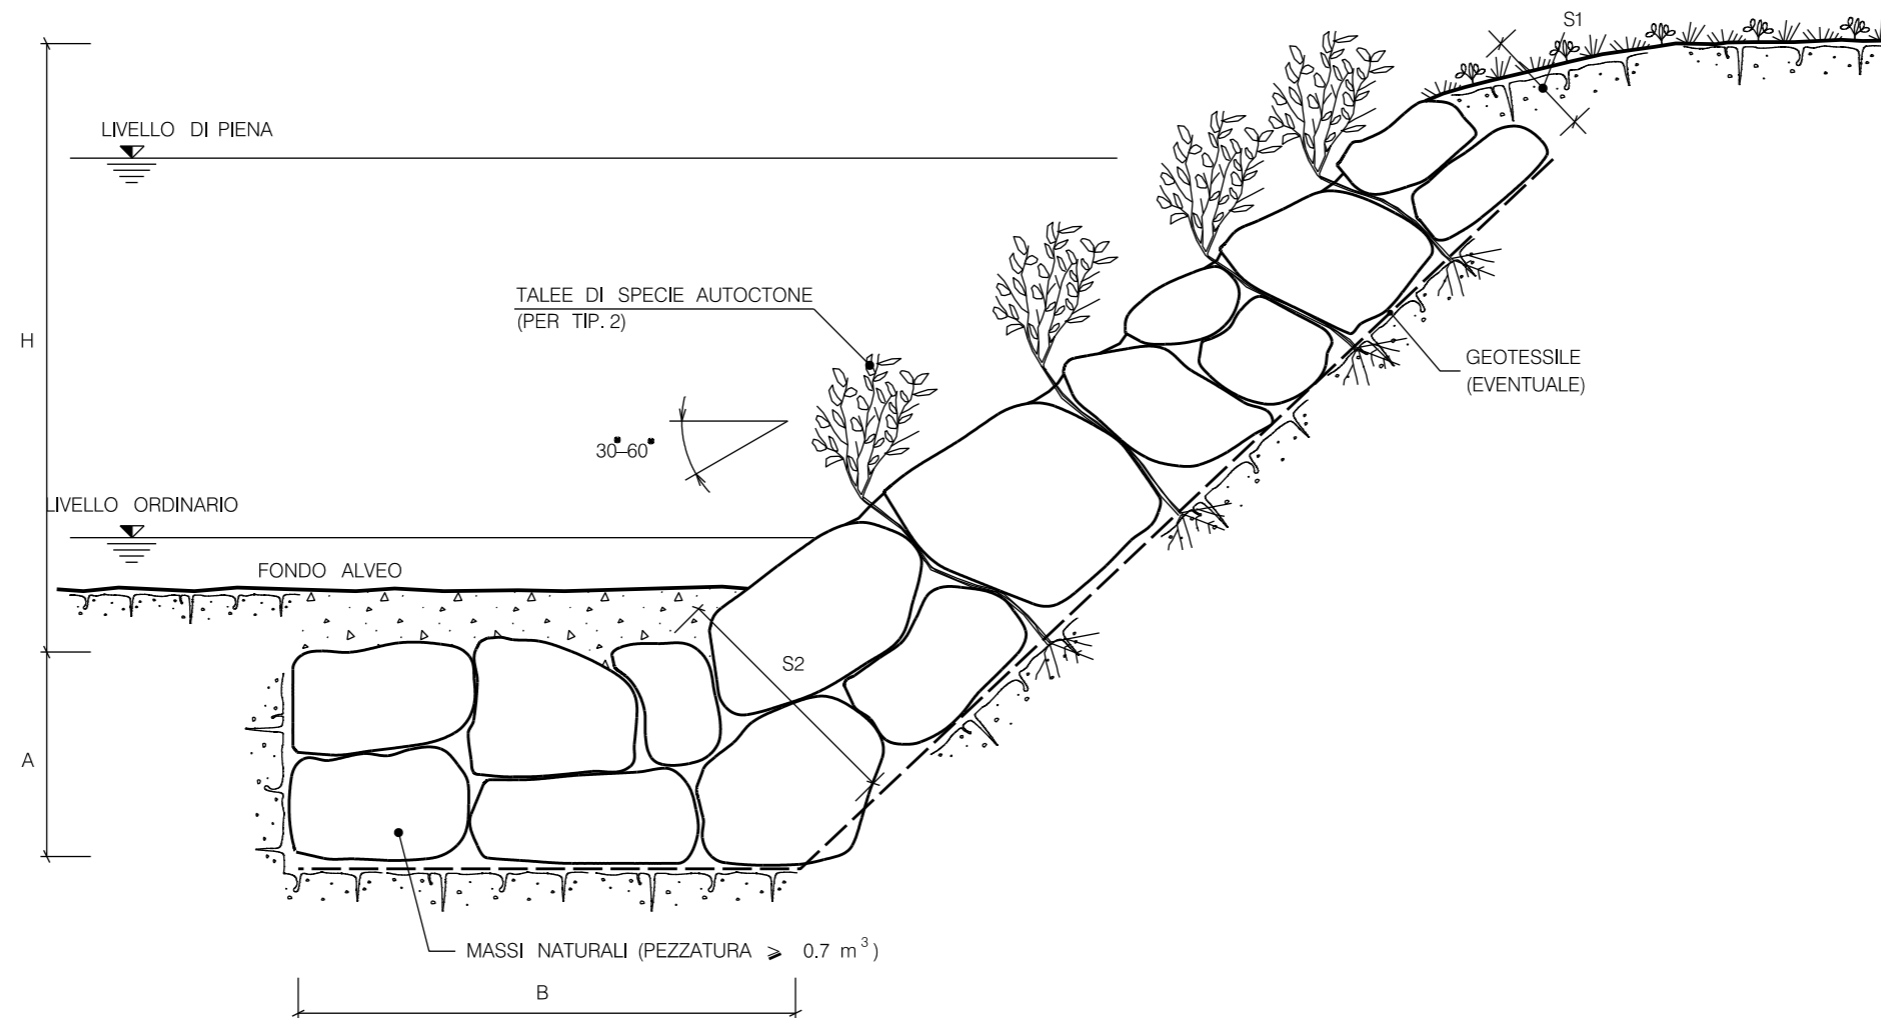 S1
LIVELLO DI PIENA
TALEE DI SPECIE AUTOCTONE
(PER TIP. 2)
H
GEOTESSILE
(EVENTUALE)
30°–60°
LIVELLO ORDINARIO
FONDO ALVEO
S2
A
MASSI NATURALI (PEZZATURA ⩾ 0.7 m³)
B